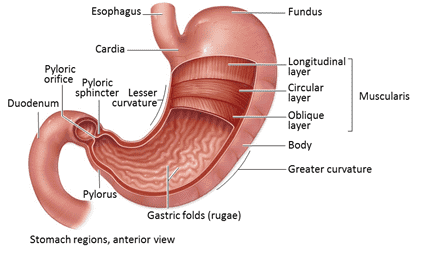 Esophagus
Fundus
Cardia
Pyloric
orifice
Pyloric
sphincter
Lesser
curvature
Duodenum
Longitudinal
layer
Circular
layer
Muscularis
Oblique
layer
Body
Greater curvature
Pylorus
Gastric folds (rugae)
Stomach regions, anterior view